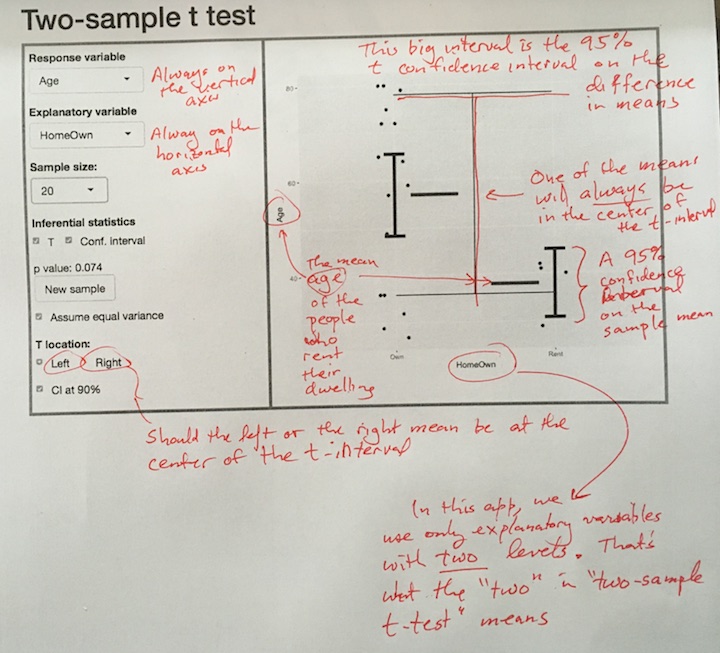 Two-sample t test
Response variable
Age
Always on
the vertical
axis
Explanatory variable
HomeOwn
Alway on the
horizontal
axis
Sample size:
20
Inferential statistics
T Conf. interval
p value: 0.074
New sample
Assume equal variance
T location:
Left Right
CI at 90%
This big interval is the 95%
t confidence interval on the
difference
in means
80-
60-
40-
Age
One of the means
will always be
in the center of
the t-interval
The mean
age
of the
people
who
rent
their
dwelling
A 95%
confidence
interval
on the
sample mean
Own
Rent
HomeOwn
Should the left or the right mean be at the
center of the t-interval
In this app, we
use only explanatory variables
with two levels. That's
what the "two" in "two-sample
t-test" means